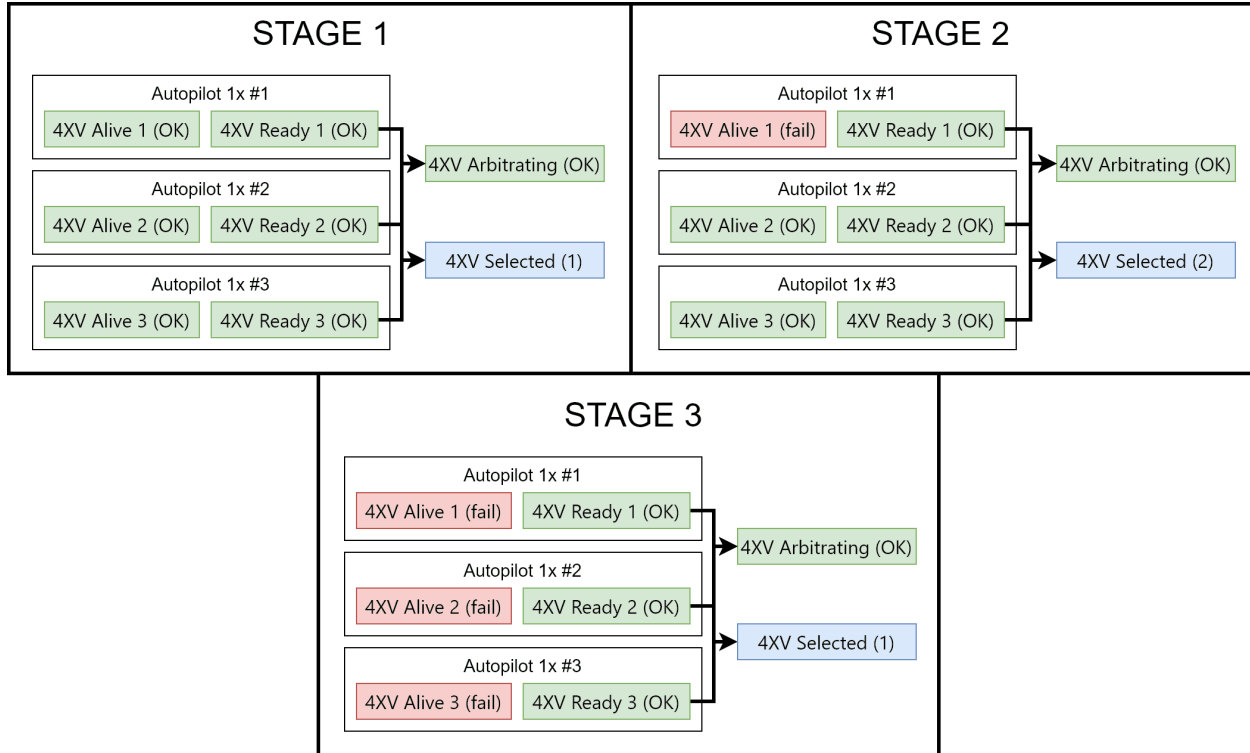 STAGE 1
Autopilot 1x #1
4XV Alive 1 (OK)
4XV Ready 1 (OK)
Autopilot 1x #2
4XV Alive 2 (OK)
4XV Ready 2 (OK)
Autopilot 1x #3
4XV Alive 3 (OK)
4XV Ready 3 (OK)
4XV Arbitrating (OK)
4XV Selected (1)
STAGE 2
Autopilot 1x #1
4XV Alive 1 (fail)
4XV Ready 1 (OK)
Autopilot 1x #2
4XV Alive 2 (OK)
4XV Ready 2 (OK)
Autopilot 1x #3
4XV Alive 3 (OK)
4XV Ready 3 (OK)
4XV Arbitrating (OK)
4XV Selected (2)
STAGE 3
Autopilot 1x #1
4XV Alive 1 (fail)
4XV Ready 1 (OK)
Autopilot 1x #2
4XV Alive 2 (fail)
4XV Ready 2 (OK)
Autopilot 1x #3
4XV Alive 3 (fail)
4XV Ready 3 (OK)
4XV Arbitrating (OK)
4XV Selected (1)